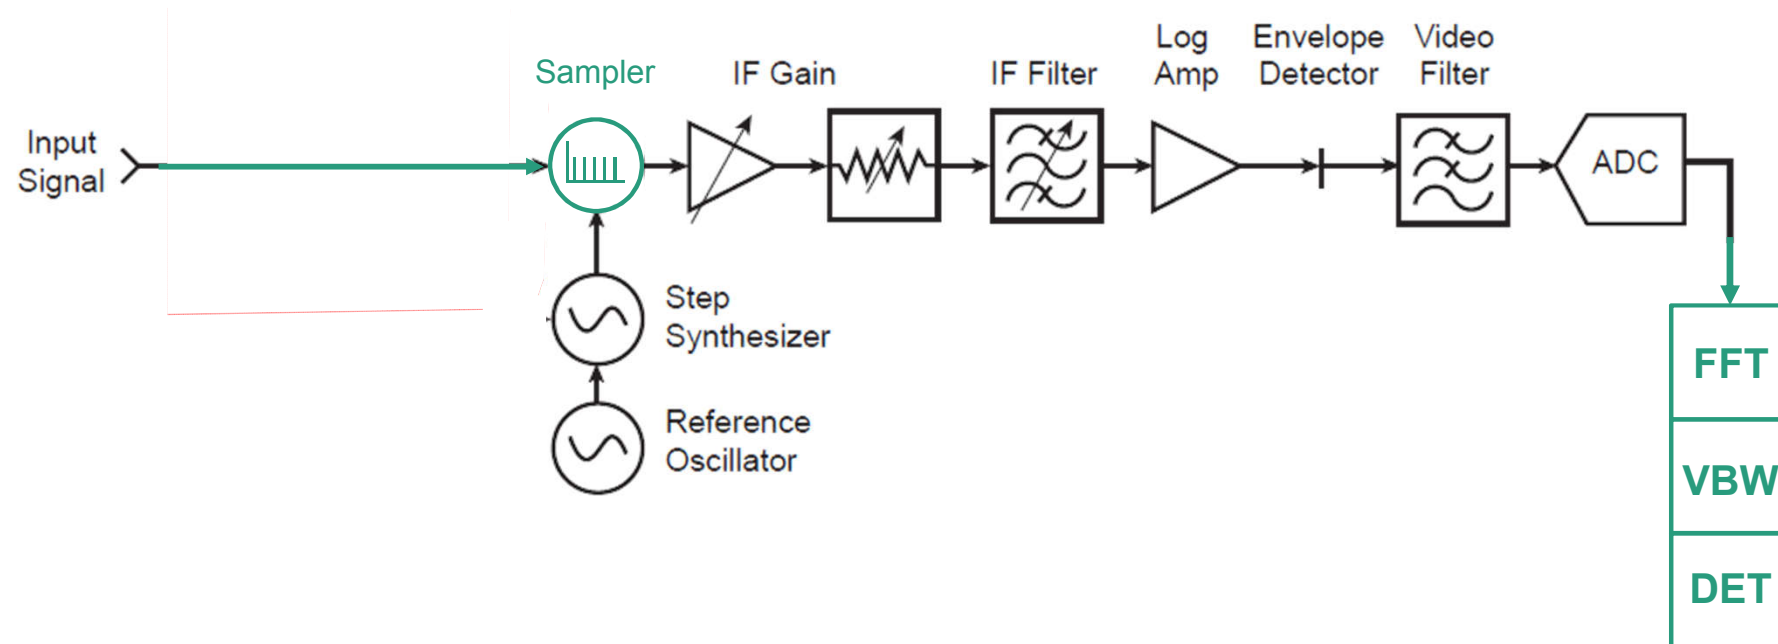 Input
Signal
Sampler
IF Gain
IF Filter
Log
Amp
Envelope
Detector
Video
Filter
ADC
Step
Synthesizer
Reference
Oscillator
FFT
VBW
DET